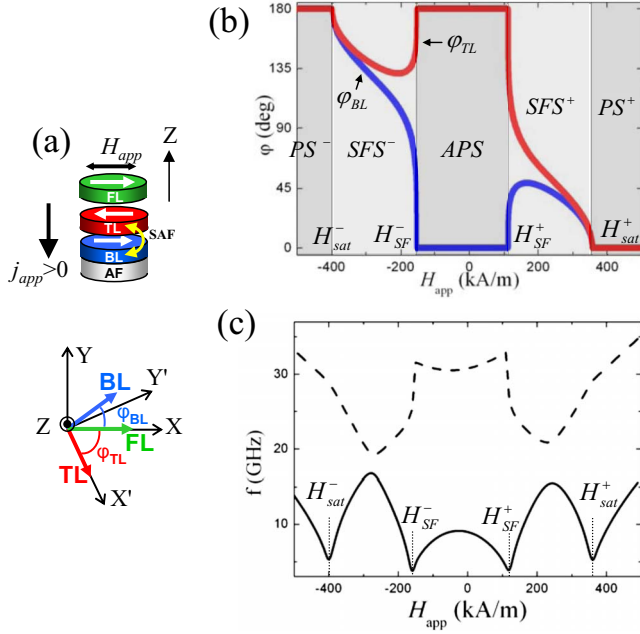 (a)
Z
H_app
FL
TL
SAF
BL
AF
j_app>0
Y
BL
Y'
φ_BL
Z
X
FL
φ_TL
TL
X'
(b)
180
135
90
45
0
φ (deg)
φ_TL
φ_BL
PS⁻
SFS⁻
APS
SFS⁺
PS⁺
H⁻_sat
H⁻_SF
H⁺_SF
H⁺_sat
-400 -200 0 200 400
H_app (kA/m)
(c)
40
30
20
10
f (GHz)
H⁻_sat
H⁻_SF
H⁺_SF
H⁺_sat
-400 -200 0 200 400
H_app (kA/m)